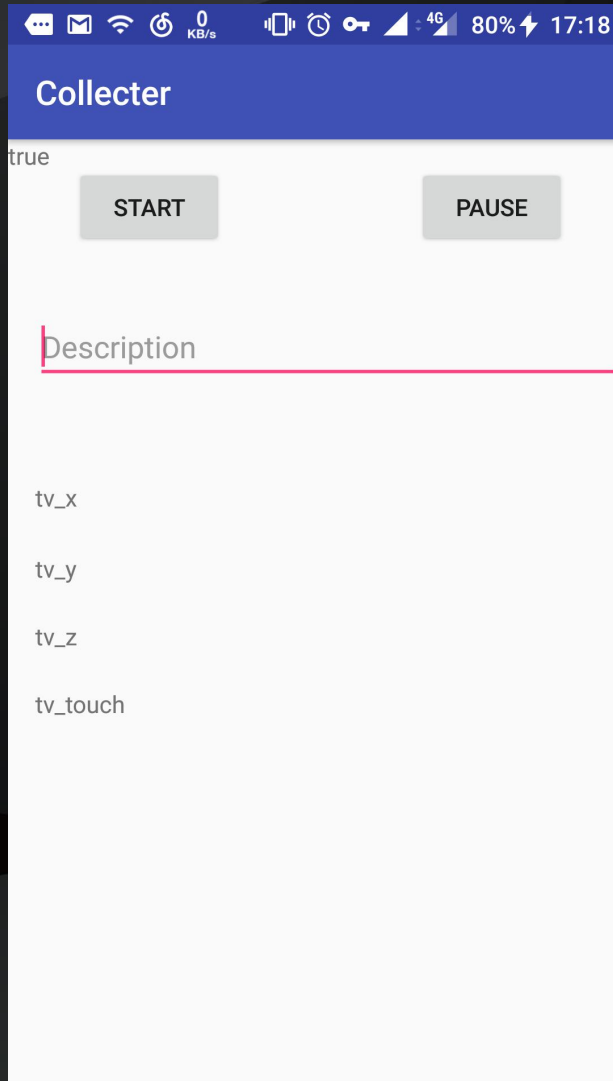 0 KB/s 4G 80% 17:18
Collecter
true
START PAUSE
Description
tv_x
tv_y
tv_z
tv_touch